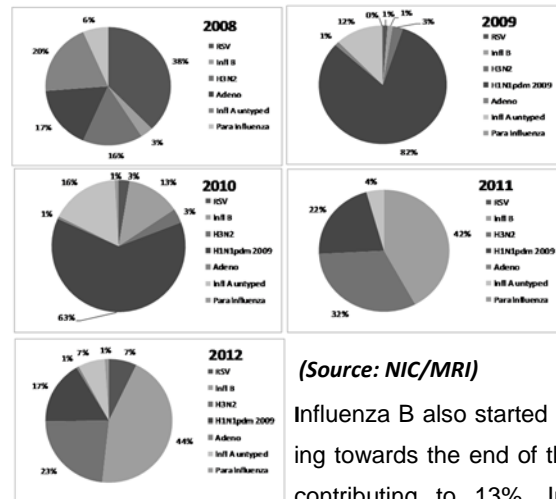 2008
6%
20%
38%
17%
16%
3%
RSV
Infl B
H3N2
Adeno
Infl A untyped
Para influenza
2009
0% 1% 1%
12%
3%
1%
82%
RSV
Infl B
H3N2
H1N1pdm 2009
Adeno
Infl A untyped
Para influenza
2010
1% 3%
16%
13%
3%
1%
63%
RSV
Infl B
H3N2
H1N1pdm 2009
Adeno
Infl A untyped
Para influenza
2011
4%
22%
42%
32%
RSV
Infl B
H3N2
H1N1pdm 2009
Adeno
Infl A untyped
Para influenza
2012
1% 7% 1% 7%
17%
23%
44%
RSV
Infl B
H3N2
H1N1pdm 2009
Adeno
Infl A untyped
Para influenza
(Source: NIC/MRI)
Influenza B also started
ing towards the end of
contributing to 13%.